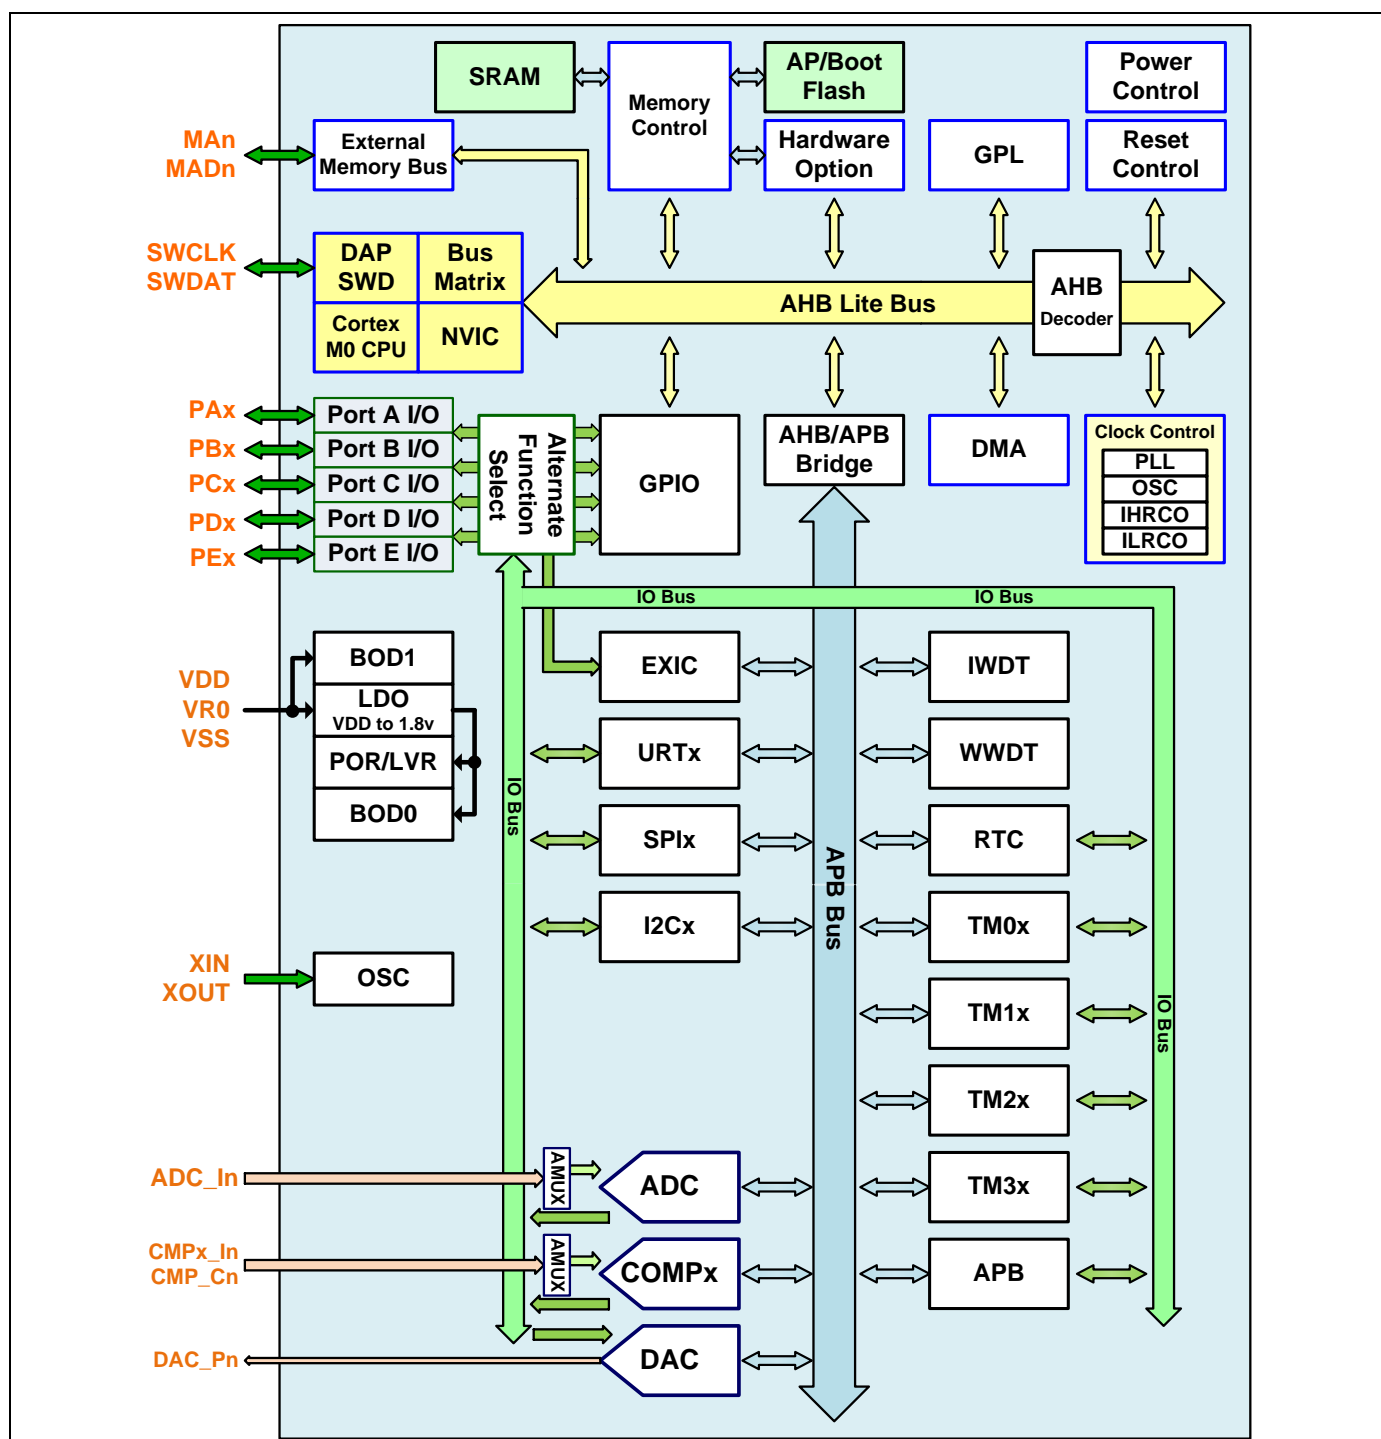 SRAM
Memory
Control
AP/Boot
Flash
Power
Control
MAn
MADn
External
Memory Bus
Hardware
Option
GPL
Reset
Control
SWCLK
SWDAT
DAP
SWD
Bus
Matrix
Cortex
M0 CPU
NVIC
AHB Lite Bus
AHB
Decoder
PAx
PBx
PCx
PDx
PEx
Port A I/O
Port B I/O
Port C I/O
Port D I/O
Port E I/O
Alternate
Function
Select
GPIO
AHB/APB
Bridge
DMA
Clock Control
PLL
OSC
IHRCO
ILRCO
IO Bus
IO Bus
VDD
VR0
VSS
BOD1
LDO
VDD to 1.8v
POR/LVR
BOD0
IO Bus
EXIC
URTx
SPIx
I2Cx
APB Bus
IWDT
WWDT
RTC
TM0x
TM1x
TM2x
TM3x
APB
IO Bus
XIN
XOUT
OSC
ADC_In
AMUX
ADC
CMPx_In
CMP_Cn
AMUX
COMPx
DAC_Pn
DAC